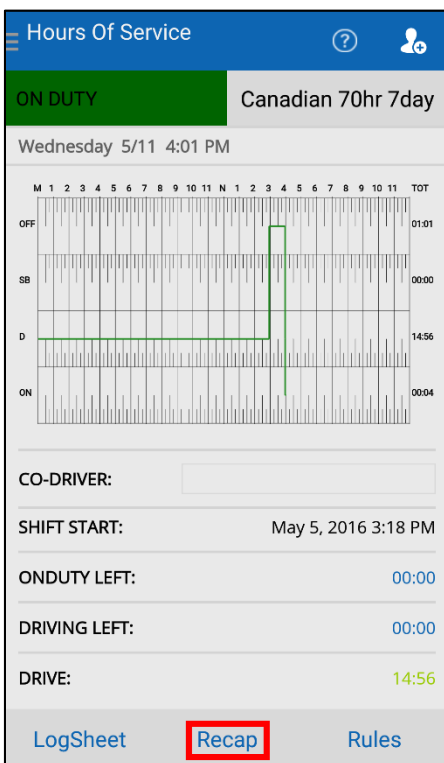 Hours Of Service ?
ON DUTY Canadian 70hr 7day
Wednesday 5/11 4:01 PM
M 1 2 3 4 5 6 7 8 9 10 11 N 1 2 3 4 5 6 7 8 9 10 11 TOT
OFF 01:01
SB 00:00
D 14:56
ON 00:04
CO-DRIVER:
SHIFT START: May 5, 2016 3:18 PM
ONDUTY LEFT: 00:00
DRIVING LEFT: 00:00
DRIVE: 14:56
LogSheet Recap Rules